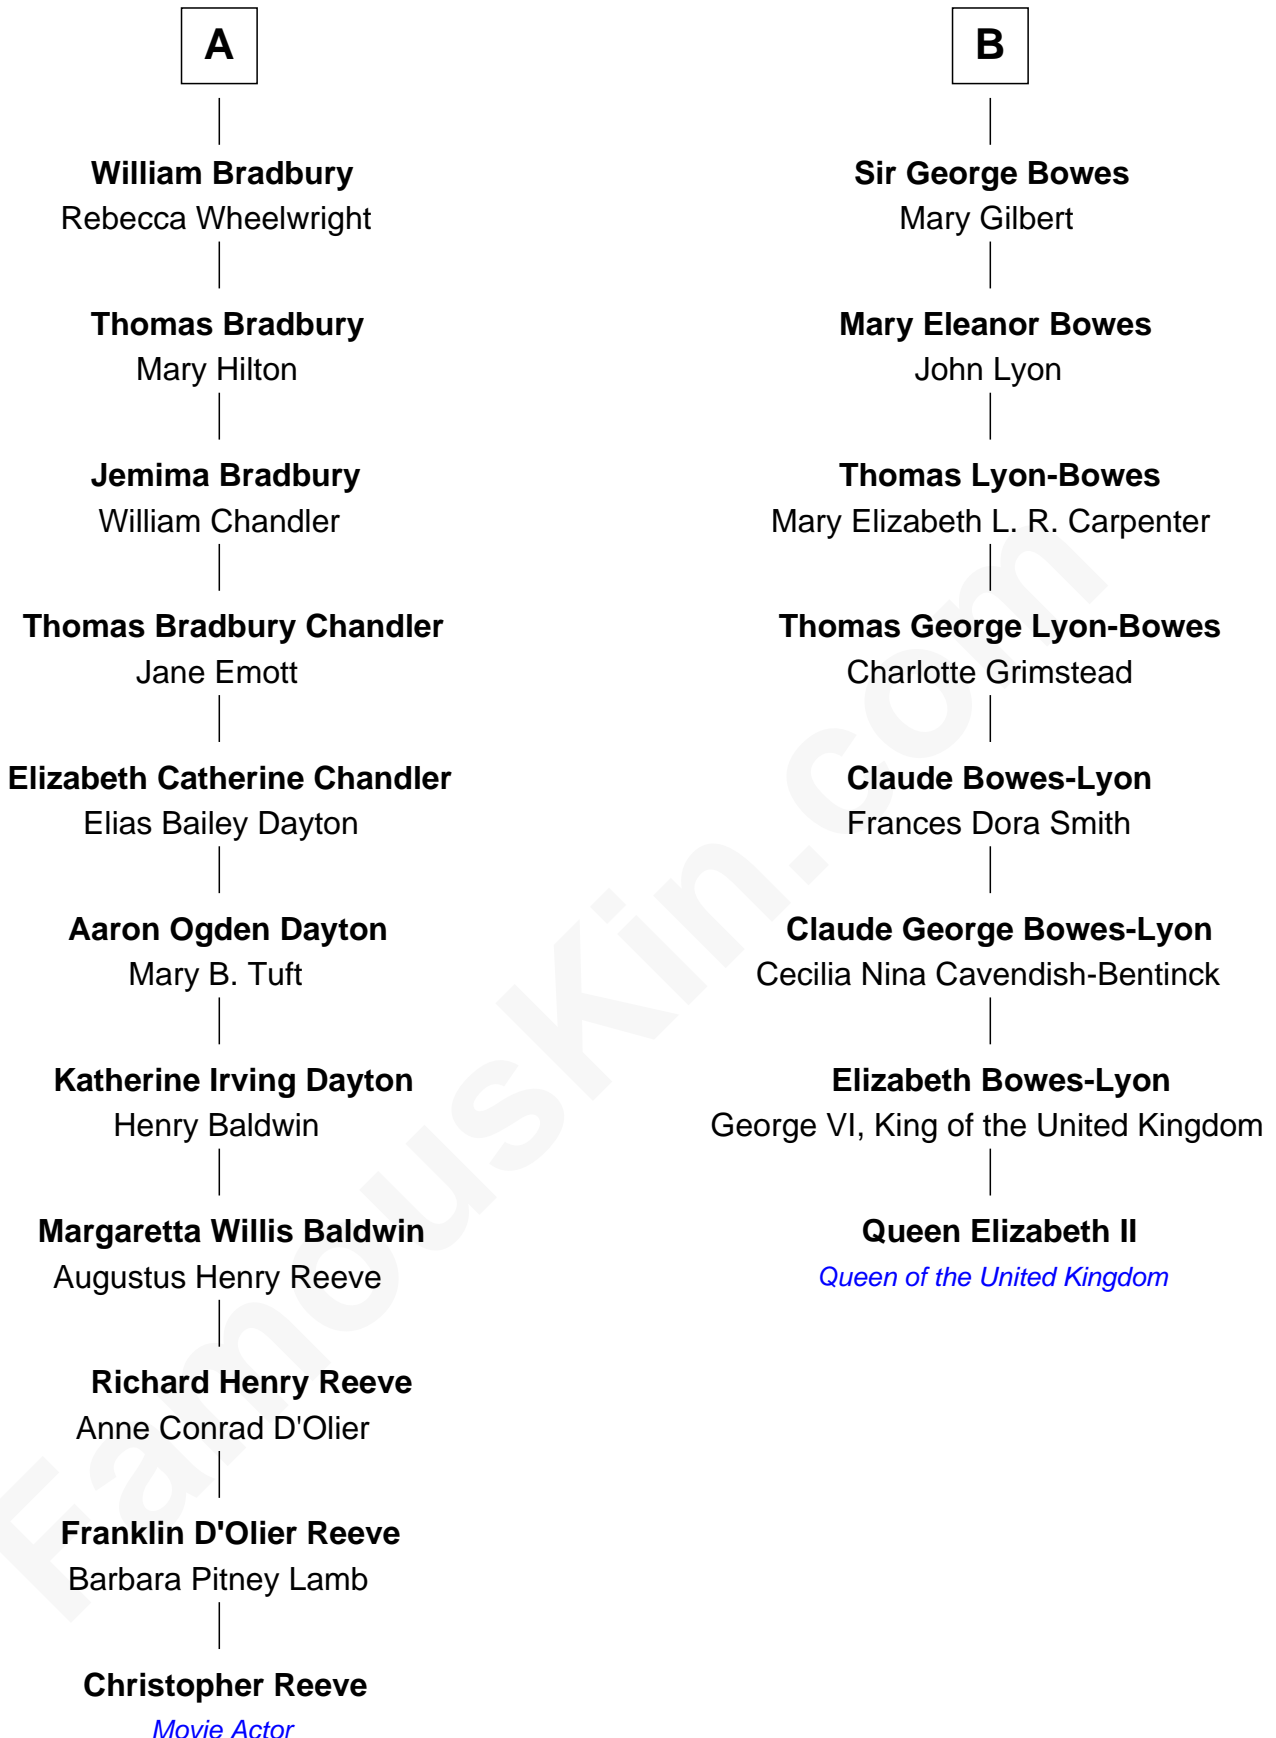 A
William Bradbury
Rebecca Wheelwright
Thomas Bradbury
Mary Hilton
Jemima Bradbury
William Chandler
Thomas Bradbury Chandler
Jane Emott
Elizabeth Catherine Chandler
Elias Bailey Dayton
Aaron Ogden Dayton
Mary B. Tuft
Katherine Irving Dayton
Henry Baldwin
Margaretta Willis Baldwin
Augustus Henry Reeve
Richard Henry Reeve
Anne Conrad D'Olier
Franklin D'Olier Reeve
Barbara Pitney Lamb
Christopher Reeve
Movie Actor
B
Sir George Bowes
Mary Gilbert
Mary Eleanor Bowes
John Lyon
Thomas Lyon-Bowes
Mary Elizabeth L. R. Carpenter
Thomas George Lyon-Bowes
Charlotte Grimstead
Claude Bowes-Lyon
Frances Dora Smith
Claude George Bowes-Lyon
Cecilia Nina Cavendish-Bentinck
Elizabeth Bowes-Lyon
George VI, King of the United Kingdom
Queen Elizabeth II
Queen of the United Kingdom
FamousKin.com